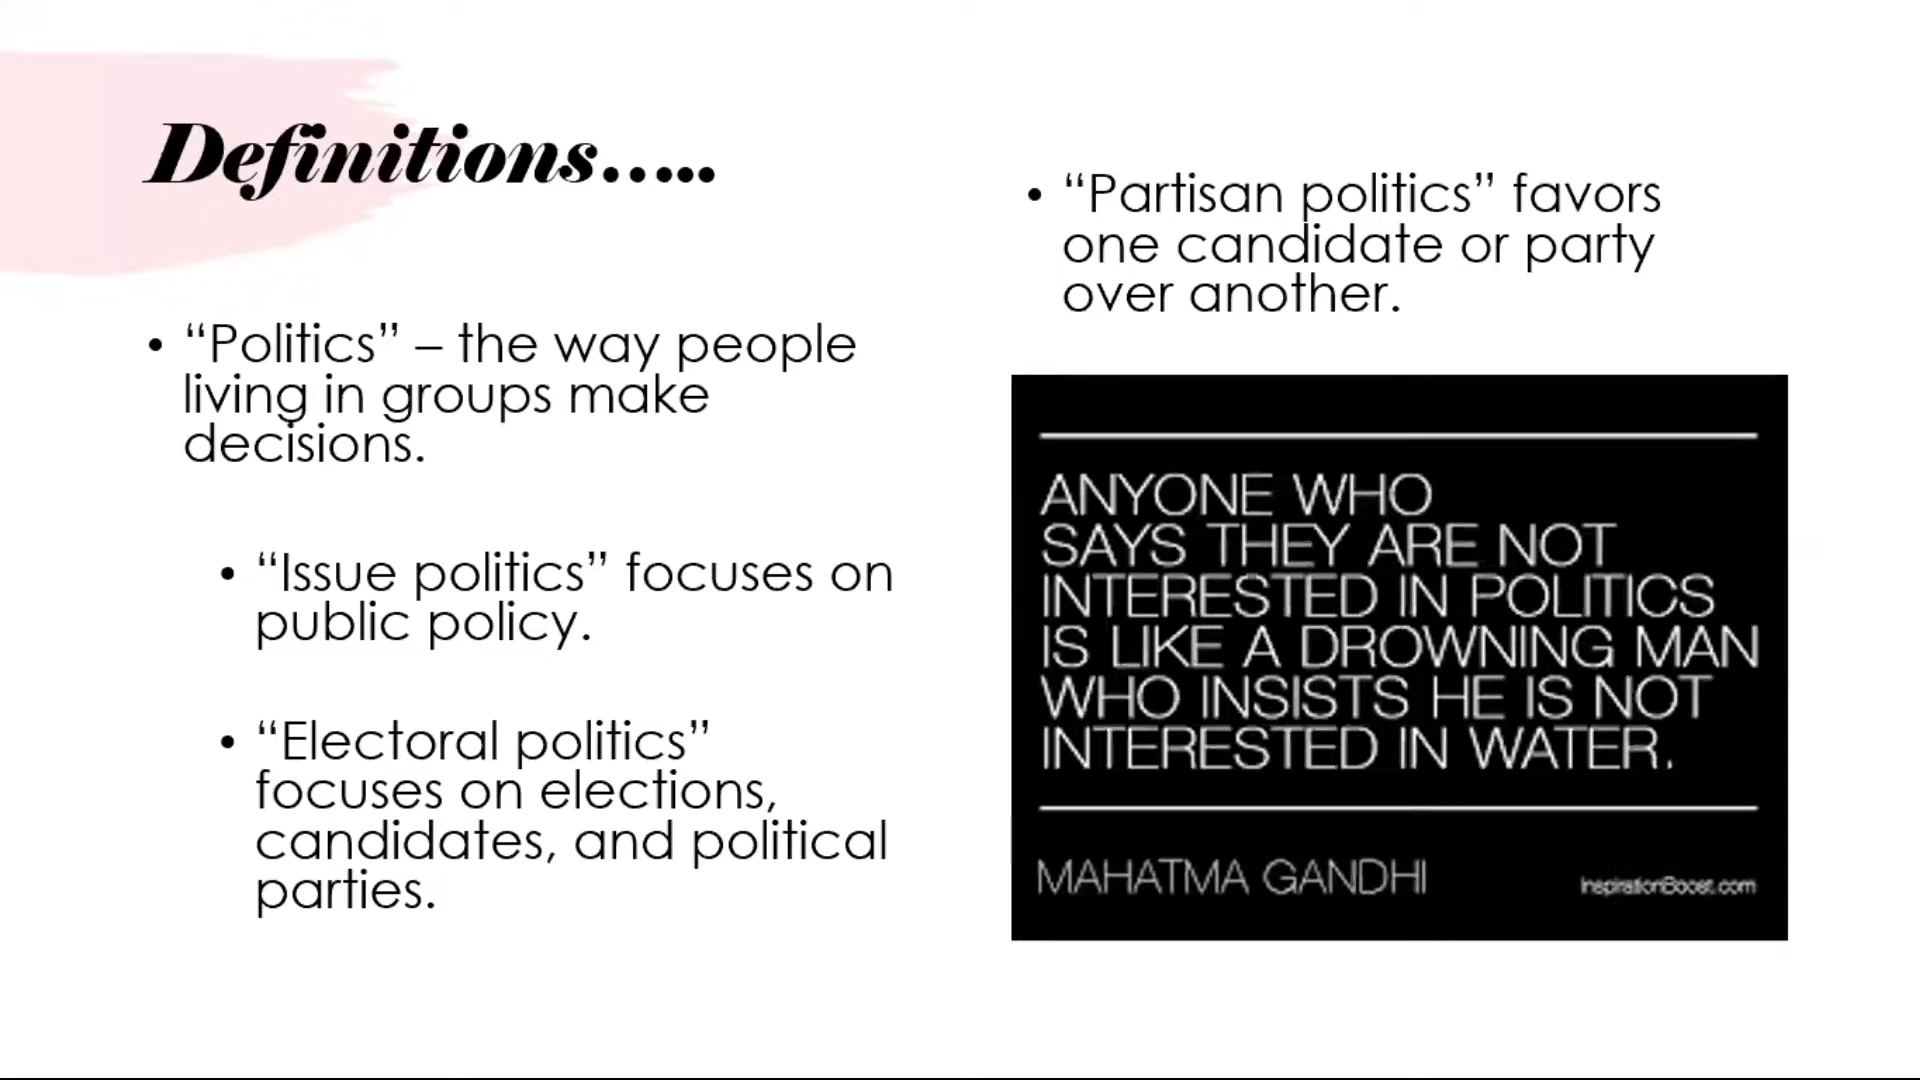 Definitions…..
• “Politics” – the way people
living in groups make
decisions.
• “Issue politics” focuses on
public policy.
• “Electoral politics”
focuses on elections,
candidates, and political
parties.
• “Partisan politics” favors
one candidate or party
over another.
ANYONE WHO
SAYS THEY ARE NOT
INTERESTED IN POLITICS
IS LIKE A DROWNING MAN
WHO INSISTS HE IS NOT
INTERESTED IN WATER.
MAHATMA GANDHI
InspirationBoost.com